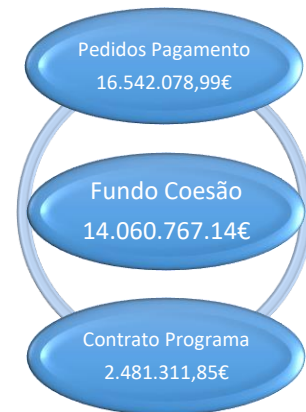 Pedidos Pagamento
16.542.078,99€
Fundo Coesão
14.060.767.14€
Contrato Programa
2.481.311,85€